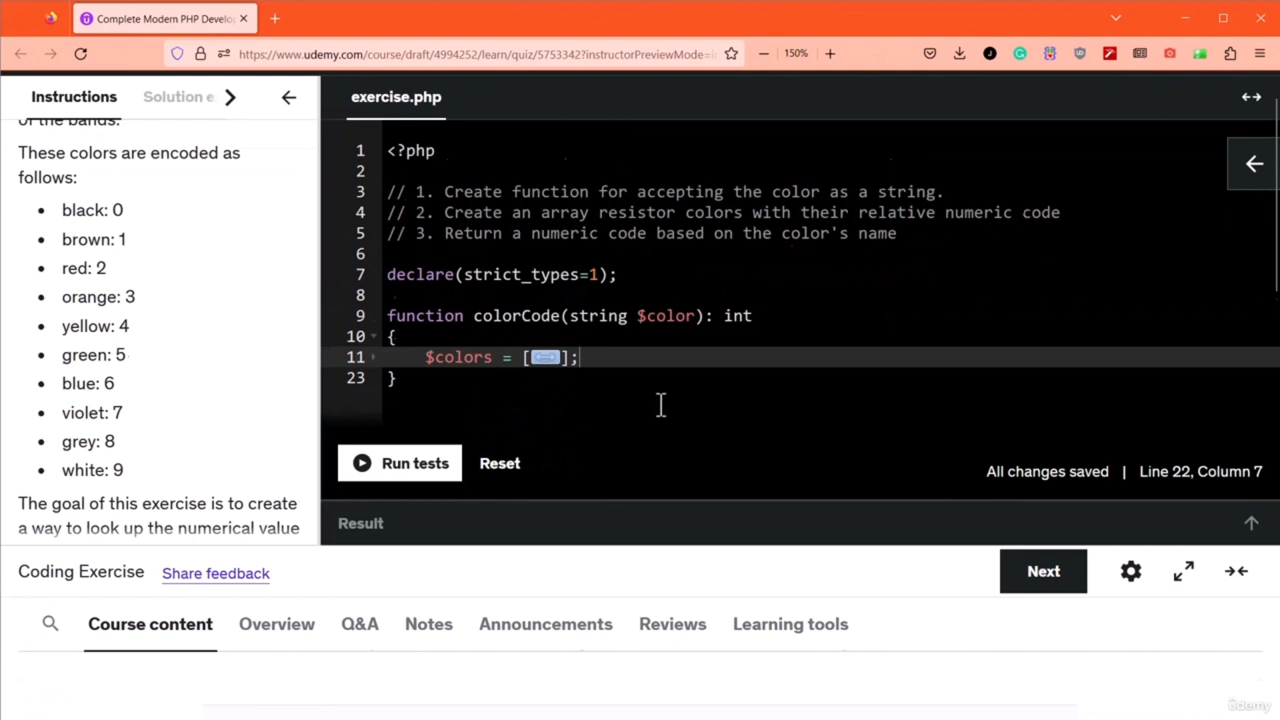 Complete Modern PHP Develop
https://www.udemy.com/course/draft/4994252/learn/quiz/5753342?instructorPreviewMode=i
150%
Instructions
Solution e
exercise.php
of the bands.
These colors are encoded as
follows:
black: 0
brown: 1
red: 2
orange: 3
yellow: 4
green: 5
blue: 6
violet: 7
grey: 8
white: 9
The goal of this exercise is to create
a way to look up the numerical value
1 <?php
2
3 // 1. Create function for accepting the color as a string.
4 // 2. Create an array resistor colors with their relative numeric code
5 // 3. Return a numeric code based on the color's name
6
7 declare(strict_types=1);
8
9 function colorCode(string $color): int
10 {
11 $colors = [];
23 }
Run tests
Reset
All changes saved | Line 22, Column 7
Result
Coding Exercise
Share feedback
Next
Course content
Overview
Q&A
Notes
Announcements
Reviews
Learning tools
ûdemy